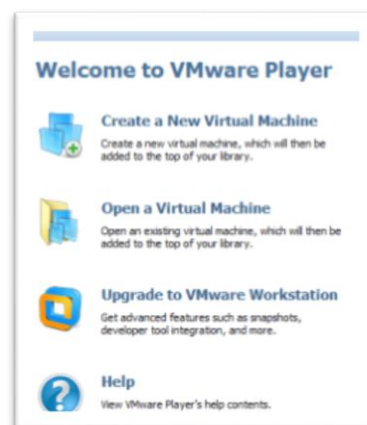 Welcome to VMware Player
Create a New Virtual Machine
Create a new virtual machine, which will then be
added to the top of your library.
Open a Virtual Machine
Open an existing virtual machine, which will then be
added to the top of your library.
Upgrade to VMware Workstation
Get advanced features such as snapshots,
developer tool integration, and more.
Help
View VMware Player's help contents.